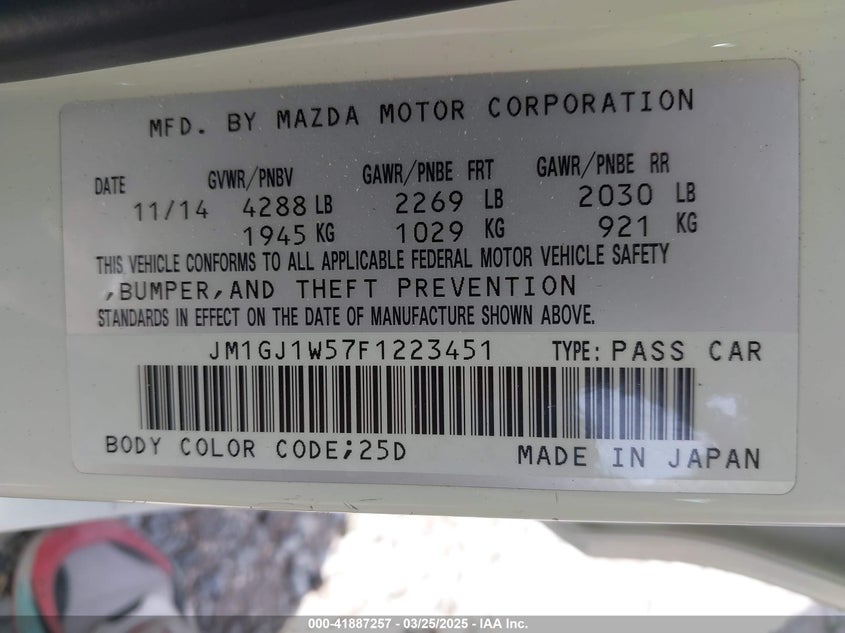 MFD. BY MAZDA MOTOR CORPORATION
DATE GVWR/PNBV GAWR/PNBE FRT GAWR/PNBE RR
11/14 4288 LB 2269 LB 2030 LB
1945 KG 1029 KG 921 KG
THIS VEHICLE CONFORMS TO ALL APPLICABLE FEDERAL MOTOR VEHICLE SAFETY
,BUMPER,AND THEFT PREVENTION
STANDARDS IN EFFECT ON THE DATE OF MANUFACTURE SHOWN ABOVE.
JM1GJ1W57F1223451 TYPE: PASS CAR
BODY COLOR CODE;25D MADE IN JAPAN
000-41887257 - 03/25/2025 - IAA Inc.